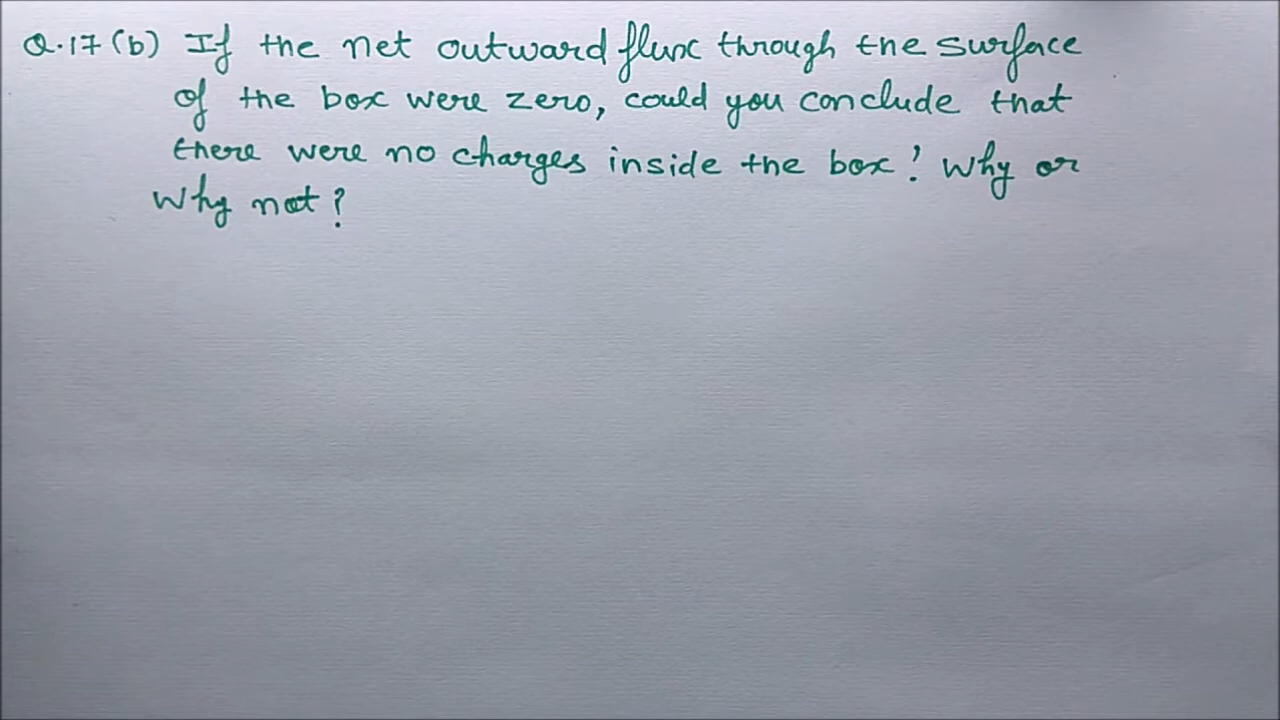 Q.17 (b) If the net outward flux through the surface
of the box were zero, could you conclude that
there were no charges inside the box? Why or
Why not?